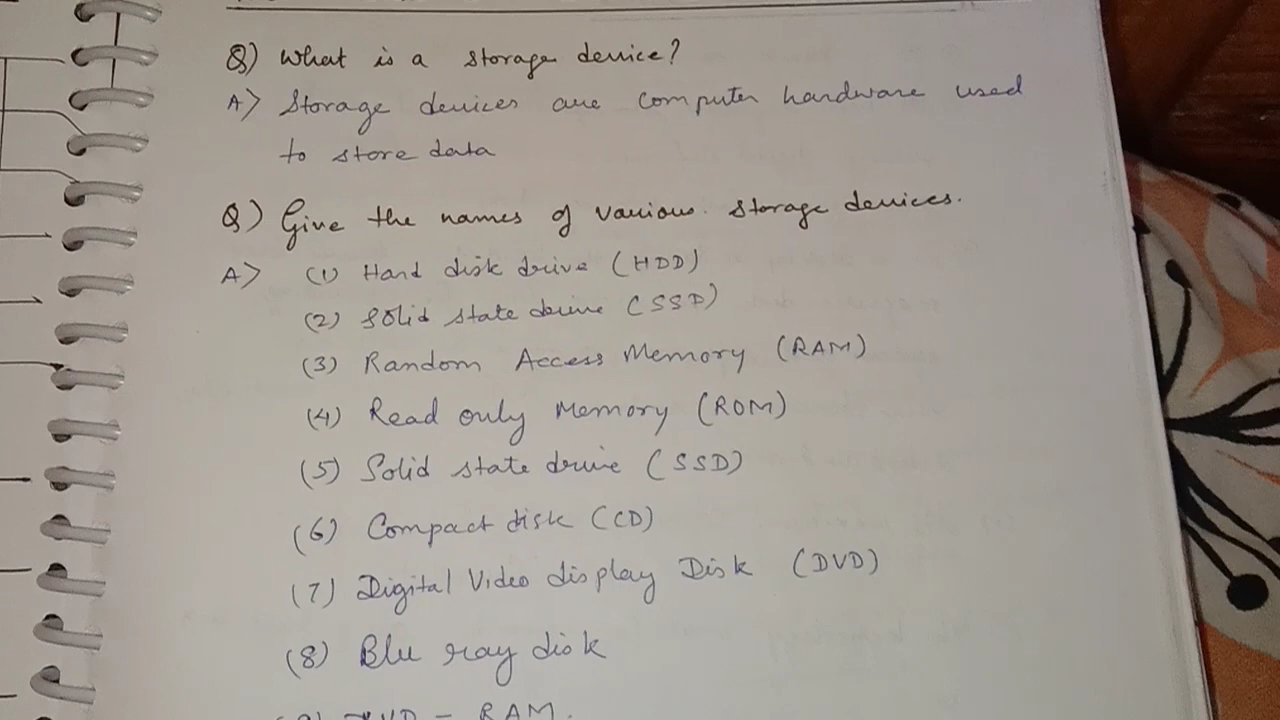 Q) What is a storage device?
A) Storage devices are computer hardware used
to store data
Q) Give the names of various storage devices.
A) (1) Hard disk drive (HDD)
(2) Solid state drive (SSD)
(3) Random Access Memory (RAM)
(4) Read only Memory (ROM)
(5) Solid state drive (SSD)
(6) Compact disk (CD)
(7) Digital Video display Disk (DVD)
(8) Blu ray disk
DVD - RAM.